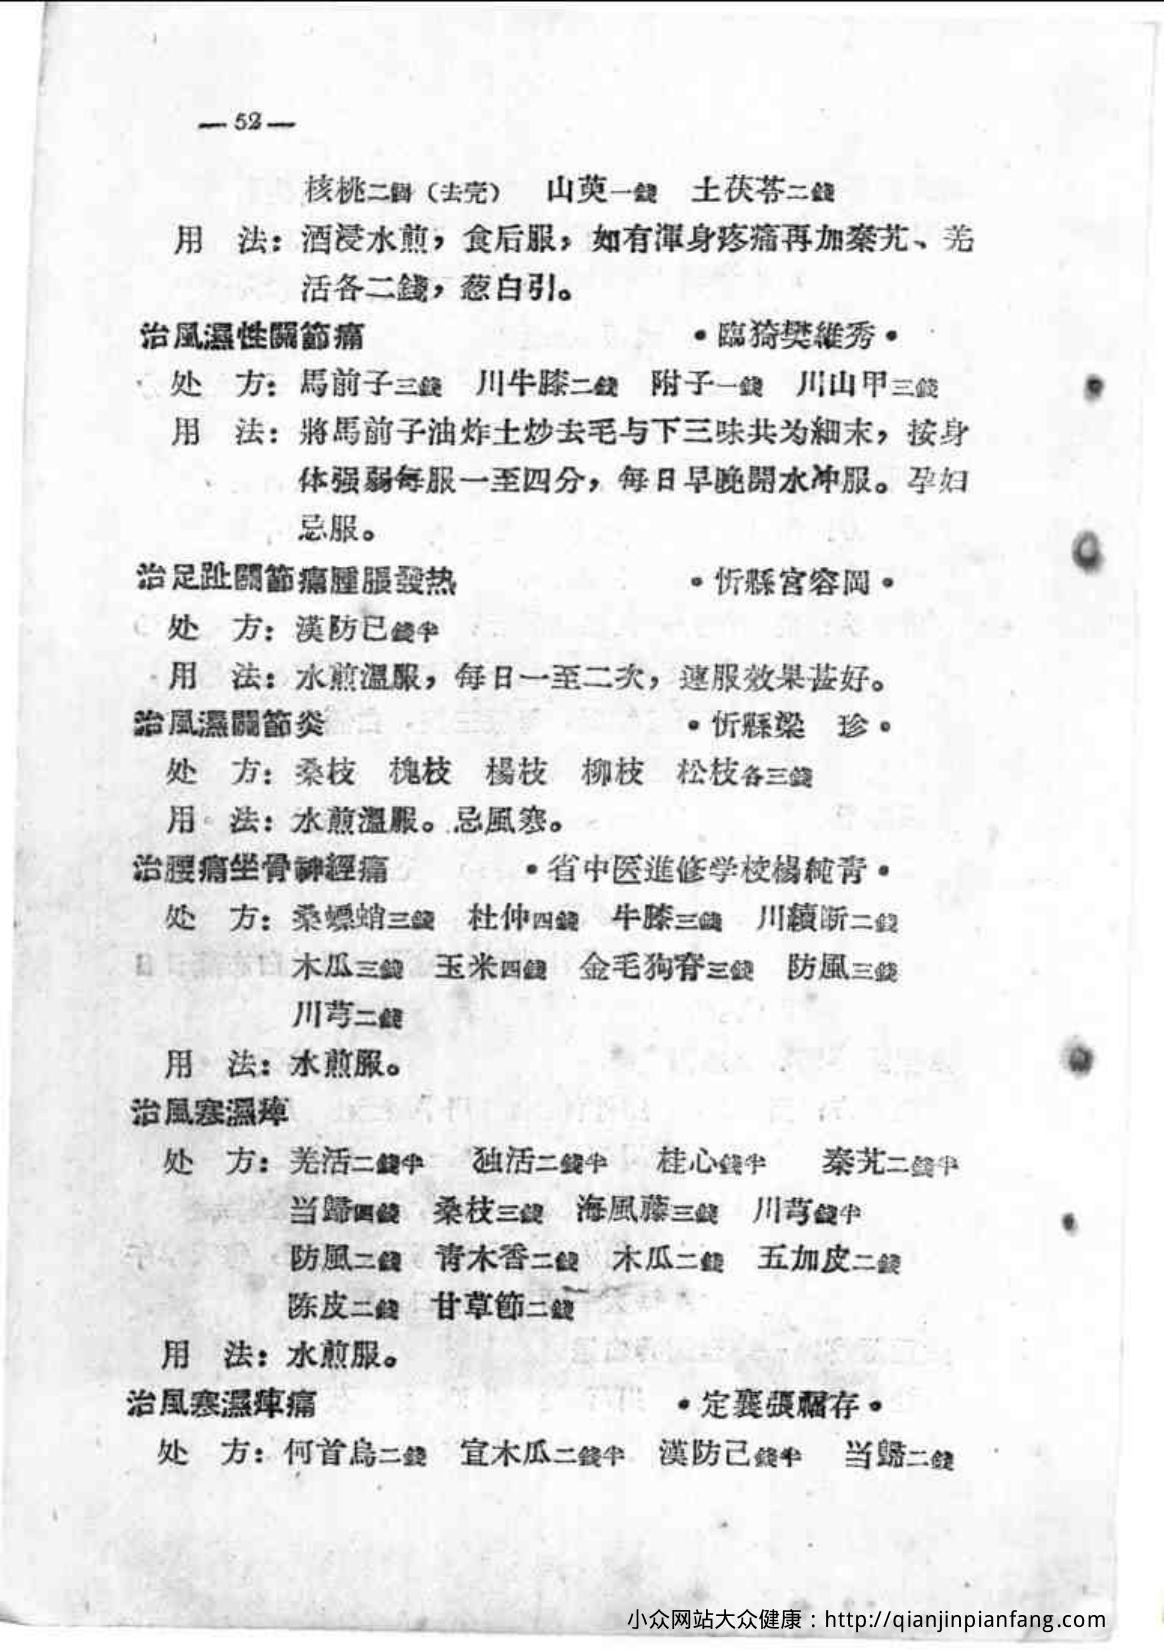 — 52 —
核桃二個（去壳） 山萸一錢 土茯苓二錢
用 法：酒浸水煎，食后服，如有渾身疼痛再加秦艽、羌
活各二錢，葱白引。
治風濕性關節痛 •臨猗樊維秀•
处 方：馬前子三錢 川牛膝二錢 附子一錢 川山甲三錢
用 法：將馬前子油炸土炒去毛与下三味共为細末，按身
体强弱每服一至四分，每日早晚開水冲服。孕妇
忌服。
治足趾關節痛腫脹發热 •忻縣宮容岡•
处 方：漢防己錢半
用 法：水煎溫服，每日一至二次，速服效果甚好。
治風濕關節炎 •忻縣梁 珍•
处 方：桑枝 槐枝 楊枝 柳枝 松枝各三錢
用 法：水煎溫服。忌風寒。
治腰痛坐骨神經痛 •省中医進修学校楊純青•
处 方：桑螵蛸三錢 杜仲四錢 牛膝三錢 川續断二錢
木瓜三錢 玉米四錢 金毛狗脊三錢 防風三錢
川芎二錢
用 法：水煎服。
治風寒濕痺
处 方：羌活二錢半 独活二錢半 桂心錢半 秦艽二錢半
当歸四錢 桑枝三錢 海風藤三錢 川芎錢半
防風二錢 青木香二錢 木瓜二錢 五加皮二錢
陈皮二錢 甘草節二錢
用 法：水煎服。
治風寒濕痺痛 •定襄張福存•
处 方：何首烏二錢 宣木瓜二錢半 漢防己錢半 当歸二錢
小众网站大众健康：http://qianjinpianfang.com